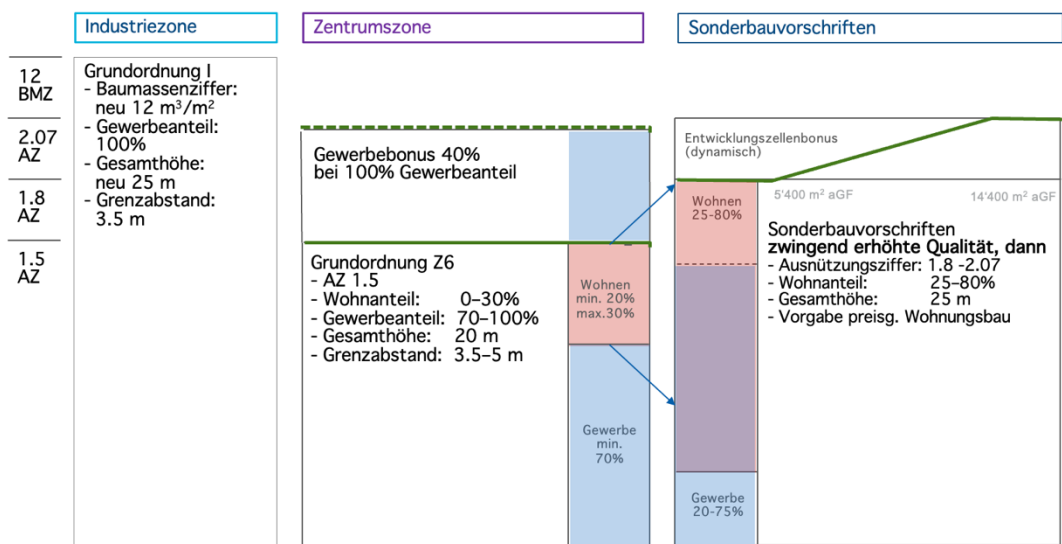 Industriezone
Zentrumszone
Sonderbauvorschriften
12
BMZ
2.07
AZ
1.8
AZ
1.5
AZ
Grundordnung I
- Baumassenziffer:
neu 12 m³/m²
- Gewerbeanteil:
100%
- Gesamthöhe:
neu 25 m
- Grenzabstand:
3.5 m
Gewerbebonus 40%
bei 100% Gewerbeanteil
Grundordnung Z6
- AZ 1.5
- Wohnanteil: 0–30%
- Gewerbeanteil: 70–100%
- Gesamthöhe: 20 m
- Grenzabstand: 3.5–5 m
Wohnen
min. 20%
max.30%
Gewerbe
min.
70%
Entwicklungszellenbonus
(dynamisch)
5'400 m² aGF
14'400 m² aGF
Wohnen
25-80%
Gewerbe
20-75%
Sonderbauvorschriften
zwingend erhöhte Qualität, dann
- Ausnützungsziffer: 1.8 -2.07
- Wohnanteil: 25–80%
- Gesamthöhe: 25 m
- Vorgabe preisg. Wohnungsbau